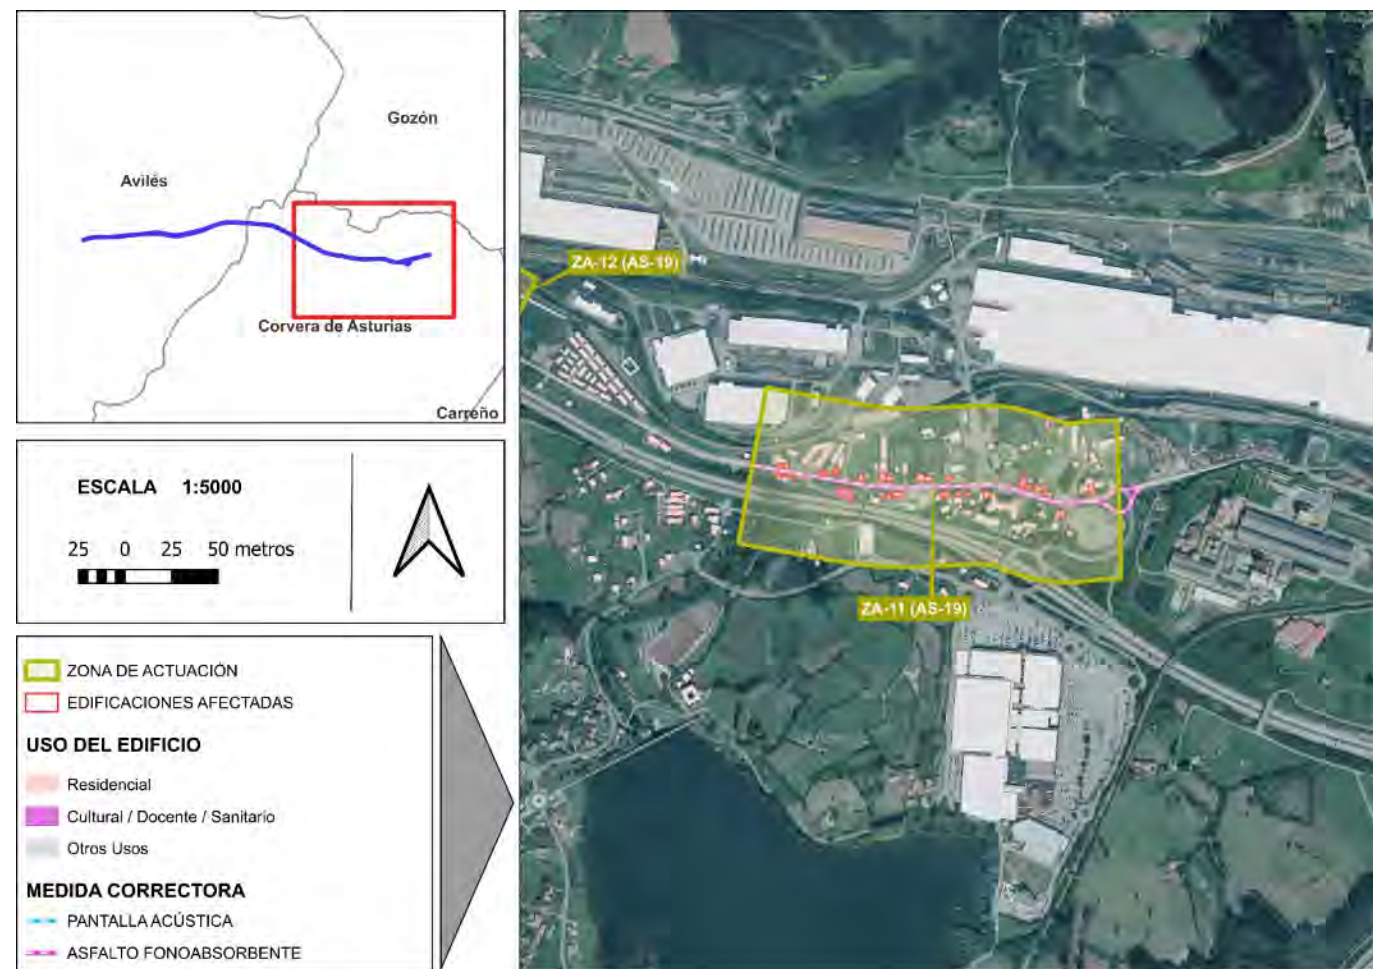 Gozón
Avilés
Corvera de Asturias
Carreño
ESCALA 1:5000
25 0 25 50 metros
ZONA DE ACTUACIÓN
EDIFICACIONES AFECTADAS
USO DEL EDIFICIO
Residencial
Cultural / Docente / Sanitario
Otros Usos
MEDIDA CORRECTORA
PANTALLA ACÚSTICA
ASFALTO FONOABSORBENTE
ZA-12 (AS-19)
ZA-11 (AS-19)